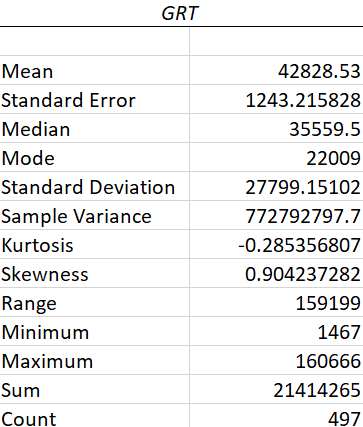 GRT
Mean 42828.53
Standard Error 1243.215828
Median 35559.5
Mode 22009
Standard Deviation 27799.15102
Sample Variance 772792797.7
Kurtosis -0.285356807
Skewness 0.904237282
Range 159199
Minimum 1467
Maximum 160666
Sum 21414265
Count 497